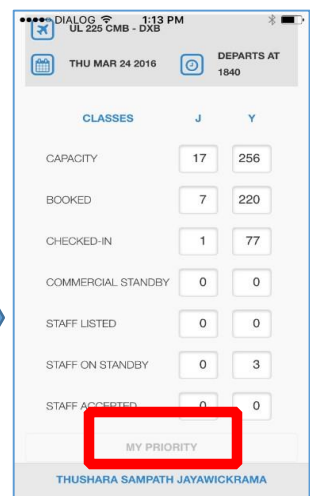 DIALOG 1:13 PM
UL 225 CMB - DXB
THU MAR 24 2016 DEPARTS AT 1840
CLASSES J Y
CAPACITY 17 256
BOOKED 7 220
CHECKED-IN 1 77
COMMERCIAL STANDBY 0 0
STAFF LISTED 0 0
STAFF ON STANDBY 0 3
STAFF ACCEPTED 0 0
MY PRIORITY
THUSHARA SAMPATH JAYAWICKRAMA